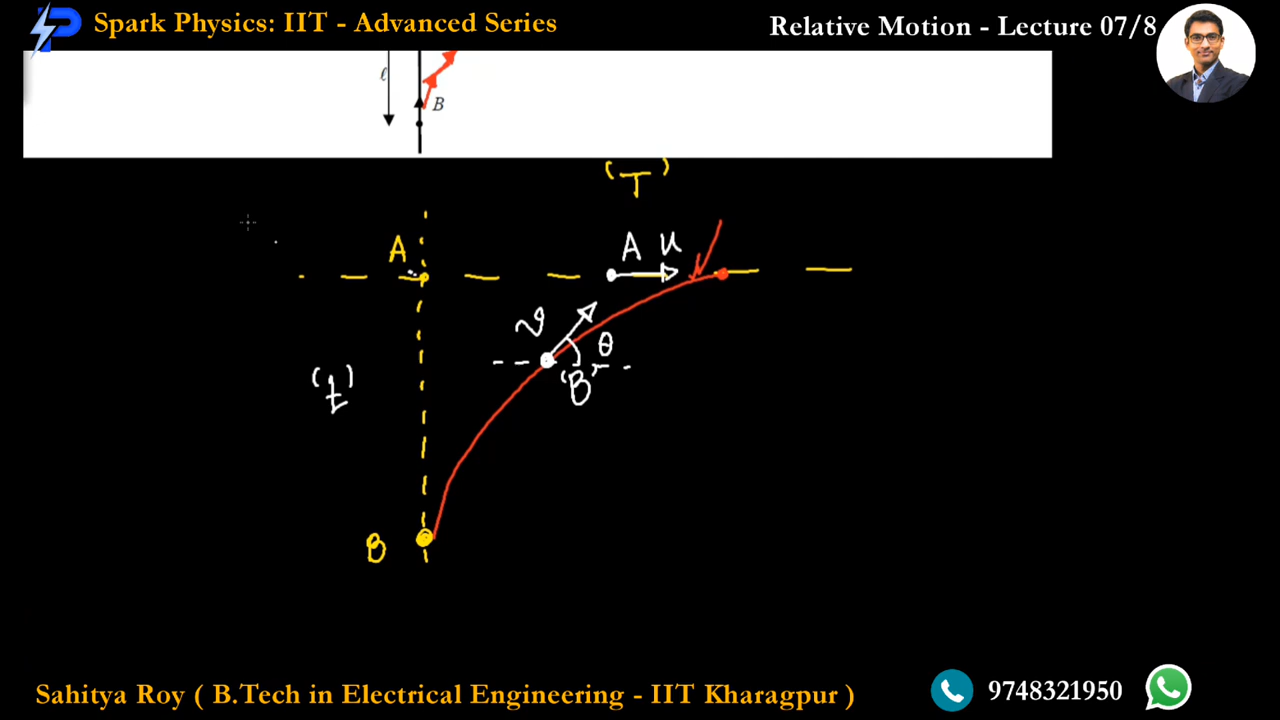 Spark Physics: IIT - Advanced Series
Relative Motion - Lecture 07/8
ℓ
B
(T)
A
A u
v
θ
(t)
"B"
B
Sahitya Roy ( B.Tech in Electrical Engineering - IIT Kharagpur )
9748321950